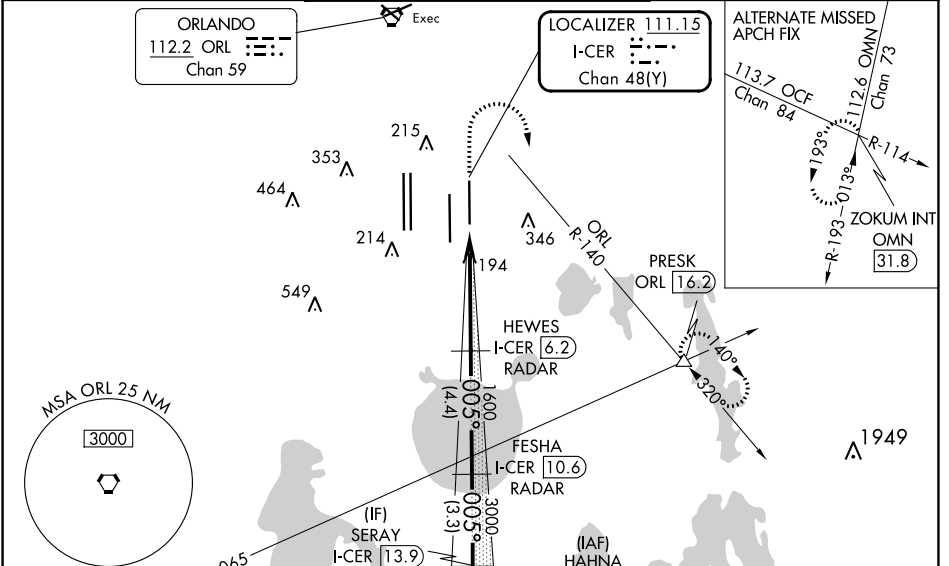 ORLANDO
112.2 ORL
Chan 59
Exec
LOCALIZER 111.15
I-CER
Chan 48(Y)
ALTERNATE MISSED
APCH FIX
113.7 OCF
Chan 84
112.6 OMN
Chan 73
193°
013°
R-114
R-193
ZOKUM INT
OMN
31.8
215
353
464
214
549
346
194
ORL
R-140
PRESK
ORL 16.2
HEWES
I-CER 6.2
RADAR
140°
320°
MSA ORL 25 NM
3000
005°
1600
(4.4)
1949
FESHA
I-CER 10.6
RADAR
005°
3000
(3.3)
(IF)
SERAY
I-CER 13.9
(IAF)
HAHNA
065